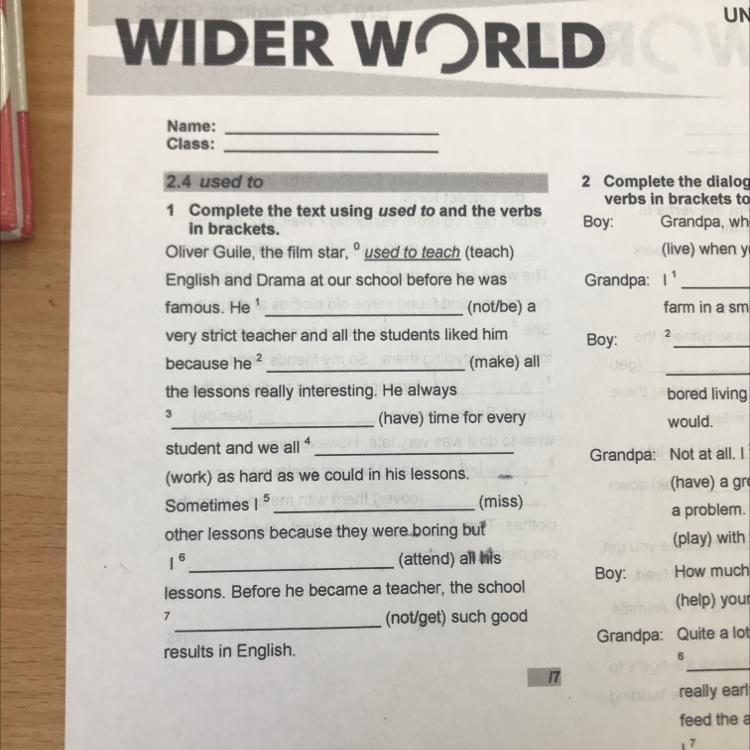 UN
WIDER WORLD
Name:
Class:
2.4 used to
1 Complete the text using used to and the verbs
in brackets.
Oliver Guile, the film star, 0 used to teach (teach)
English and Drama at our school before he was
famous. He 1 (not/be) a
very strict teacher and all the students liked him
because he 2 (make) all
the lessons really interesting. He always
3 (have) time for every
student and we all 4
(work) as hard as we could in his lessons.
Sometimes I 5 (miss)
other lessons because they were boring but
I 6 (attend) all his
lessons. Before he became a teacher, the school
7 (not/get) such good
results in English.
/7
2 Complete the dialog
verbs in brackets to
Boy: Grandpa, wh
(live) when y
Grandpa: I 1
farm in a sm
Boy: 2
bored living
would.
Grandpa: Not at all. I
(have) a gre
a problem.
(play) with
Boy: How much
(help) your
Grandpa: Quite a lot
6
really earl
feed the a
7